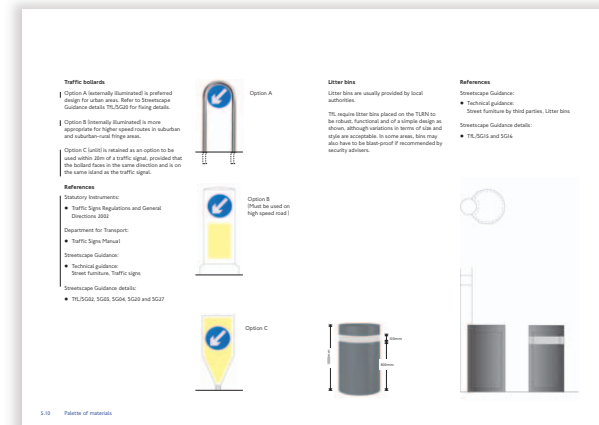 Traffic bollards
Option A (externally illuminated) is preferred
design for urban areas. Refer to Streetscape
Guidance details TfL/SG20 for fixing details.
Option B (internally illuminated) is more
appropriate for higher speed routes in suburban
and suburban-rural fringe areas.
Option C (unlit) is retained as an option to be
used within 20m of a traffic signal, provided that
the bollard faces in the same direction and is on
the same island as the traffic signal.
References
Statutory Instruments:
● Traffic Signs Regulations and General
Directions 2002
Department for Transport:
● Traffic Signs Manual
Streetscape Guidance:
● Technical guidance:
Street furniture, Traffic signs
Streetscape Guidance details:
● TfL/SG02, SG03, SG04, SG20 and SG27
Option A
Option B
(Must be used on
high speed road)
Option C
Litter bins
Litter bins are usually provided by local
authorities.
TfL require litter bins placed on the TLRN to
be robust, functional and of a simple design as
shown, although variations in terms of size and
style are acceptable. In some areas, bins may
also have to be blast-proof if recommended by
security advisers.
References
Streetscape Guidance:
● Technical guidance:
Street furniture by third parties, Litter bins
Streetscape Guidance details:
● TfL/SG15 and SG16
5.10 Palette of materials